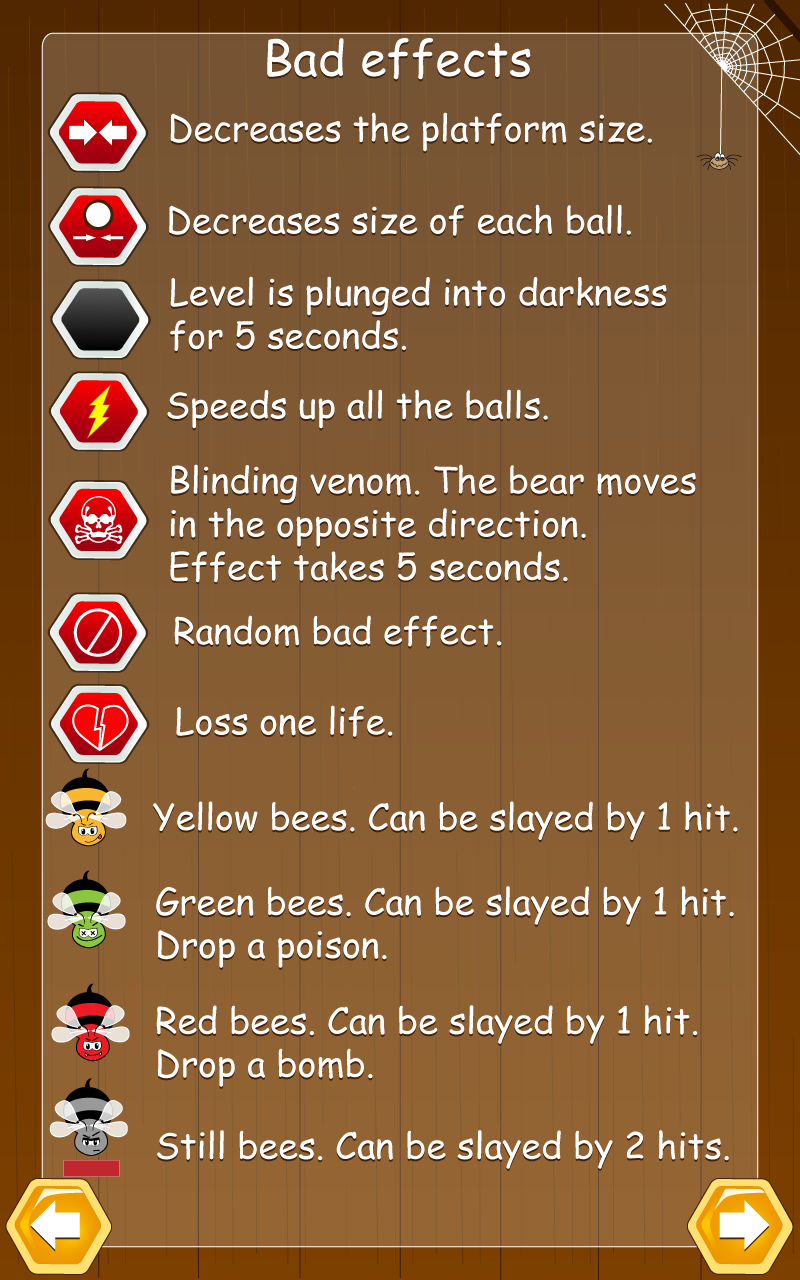 Bad effects
Decreases the platform size.
Decreases size of each ball.
Level is plunged into darkness
for 5 seconds.
Speeds up all the balls.
Blinding venom. The bear moves
in the opposite direction.
Effect takes 5 seconds.
Random bad effect.
Loss one life.
Yellow bees. Can be slayed by 1 hit.
Green bees. Can be slayed by 1 hit.
Drop a poison.
Red bees. Can be slayed by 1 hit.
Drop a bomb.
Still bees. Can be slayed by 2 hits.